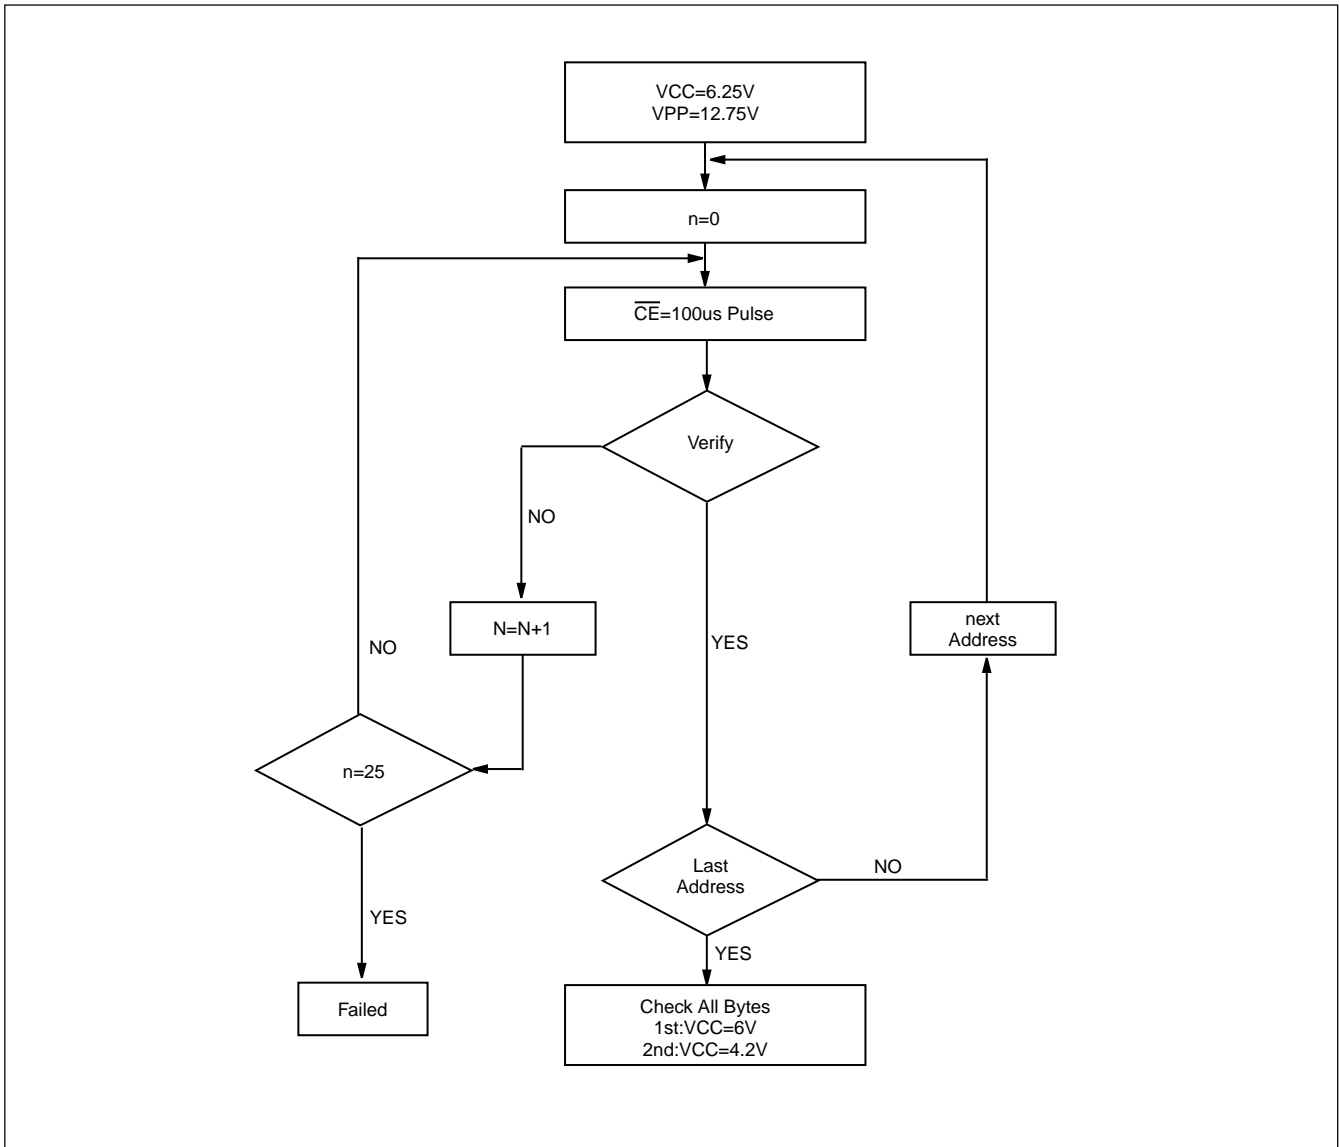 VCC=6.25V
VPP=12.75V
n=0
CE=100us Pulse
Verify
NO
N=N+1
YES
next
Address
NO
n=25
Last
Address
NO
YES
YES
Failed
Check All Bytes
1st:VCC=6V
2nd:VCC=4.2V